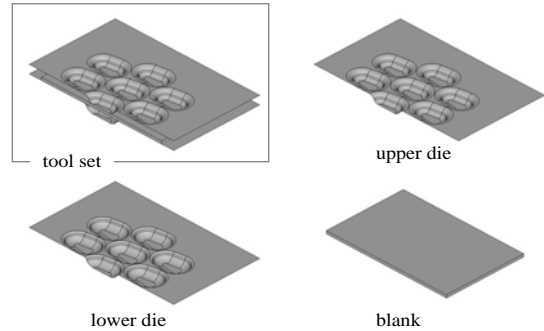 tool set
upper die
lower die
blank